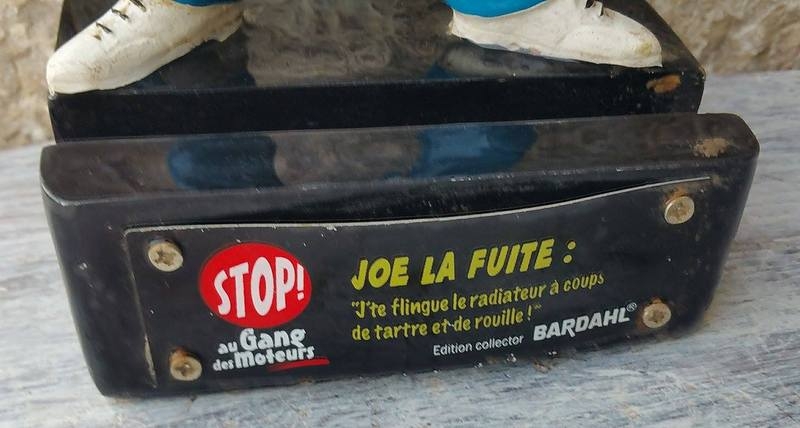 STOP!
au Gang
des Moteurs
JOE LA FUITE :
"J'te flingue le radiateur à coups
de tartre et de rouille !"
Edition collector BARDAHL®